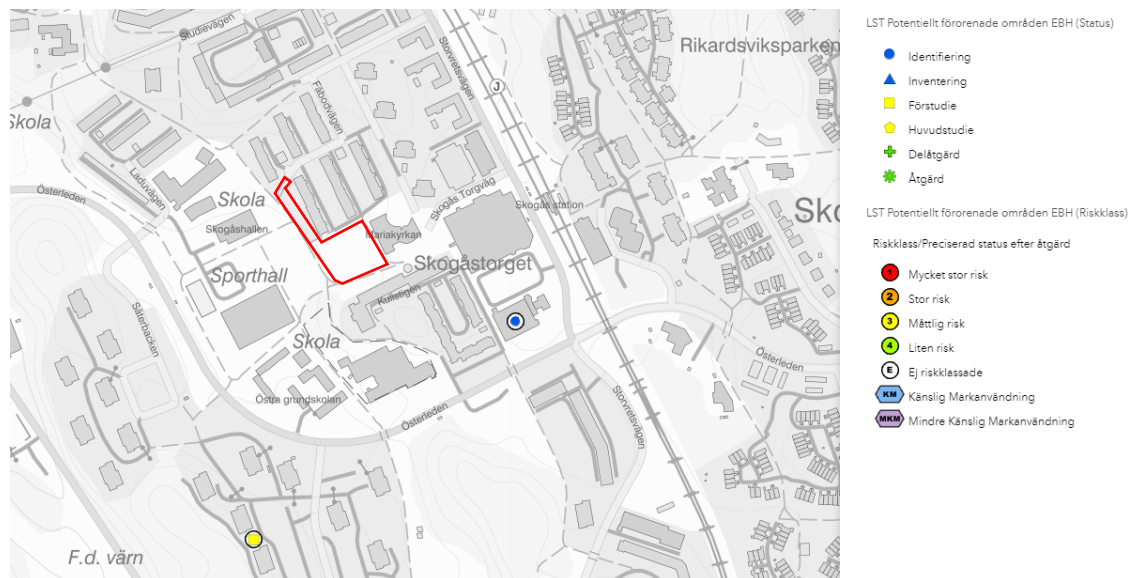 Studievägen
Storvretsvägen
Rikardsviksparken
J
Fåbodvägen
Skola
Laduvägen
Österleden
Skola
Skogås Torgväg
Skogås station
Skogåshallen
Mariakyrkan
Sko
Sporthall
Skogåstorget
Kullstigen
Säterbacken
Skola
Österleden
Östra grundskolan
Storvretsvägen
Österleden
F.d. värn
LST Potentiellt förorenade områden EBH (Status)
Identifiering
Inventering
Förstudie
Huvudstudie
Delåtgärd
Åtgärd
LST Potentiellt förorenade områden EBH (Riskklass)
Riskklass/Preciserad status efter åtgärd
1 Mycket stor risk
2 Stor risk
3 Måttlig risk
4 Liten risk
E Ej riskklassade
KM Känslig Markanvändning
MKM Mindre Känslig Markanvändning